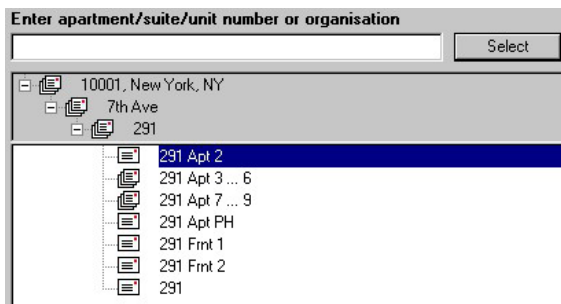 Enter apartment/suite/unit number or organisation
Select
10001, New York, NY
7th Ave
291
291 Apt 2
291 Apt 3 ... 6
291 Apt 7 ... 9
291 Apt PH
291 Frnt 1
291 Frnt 2
291